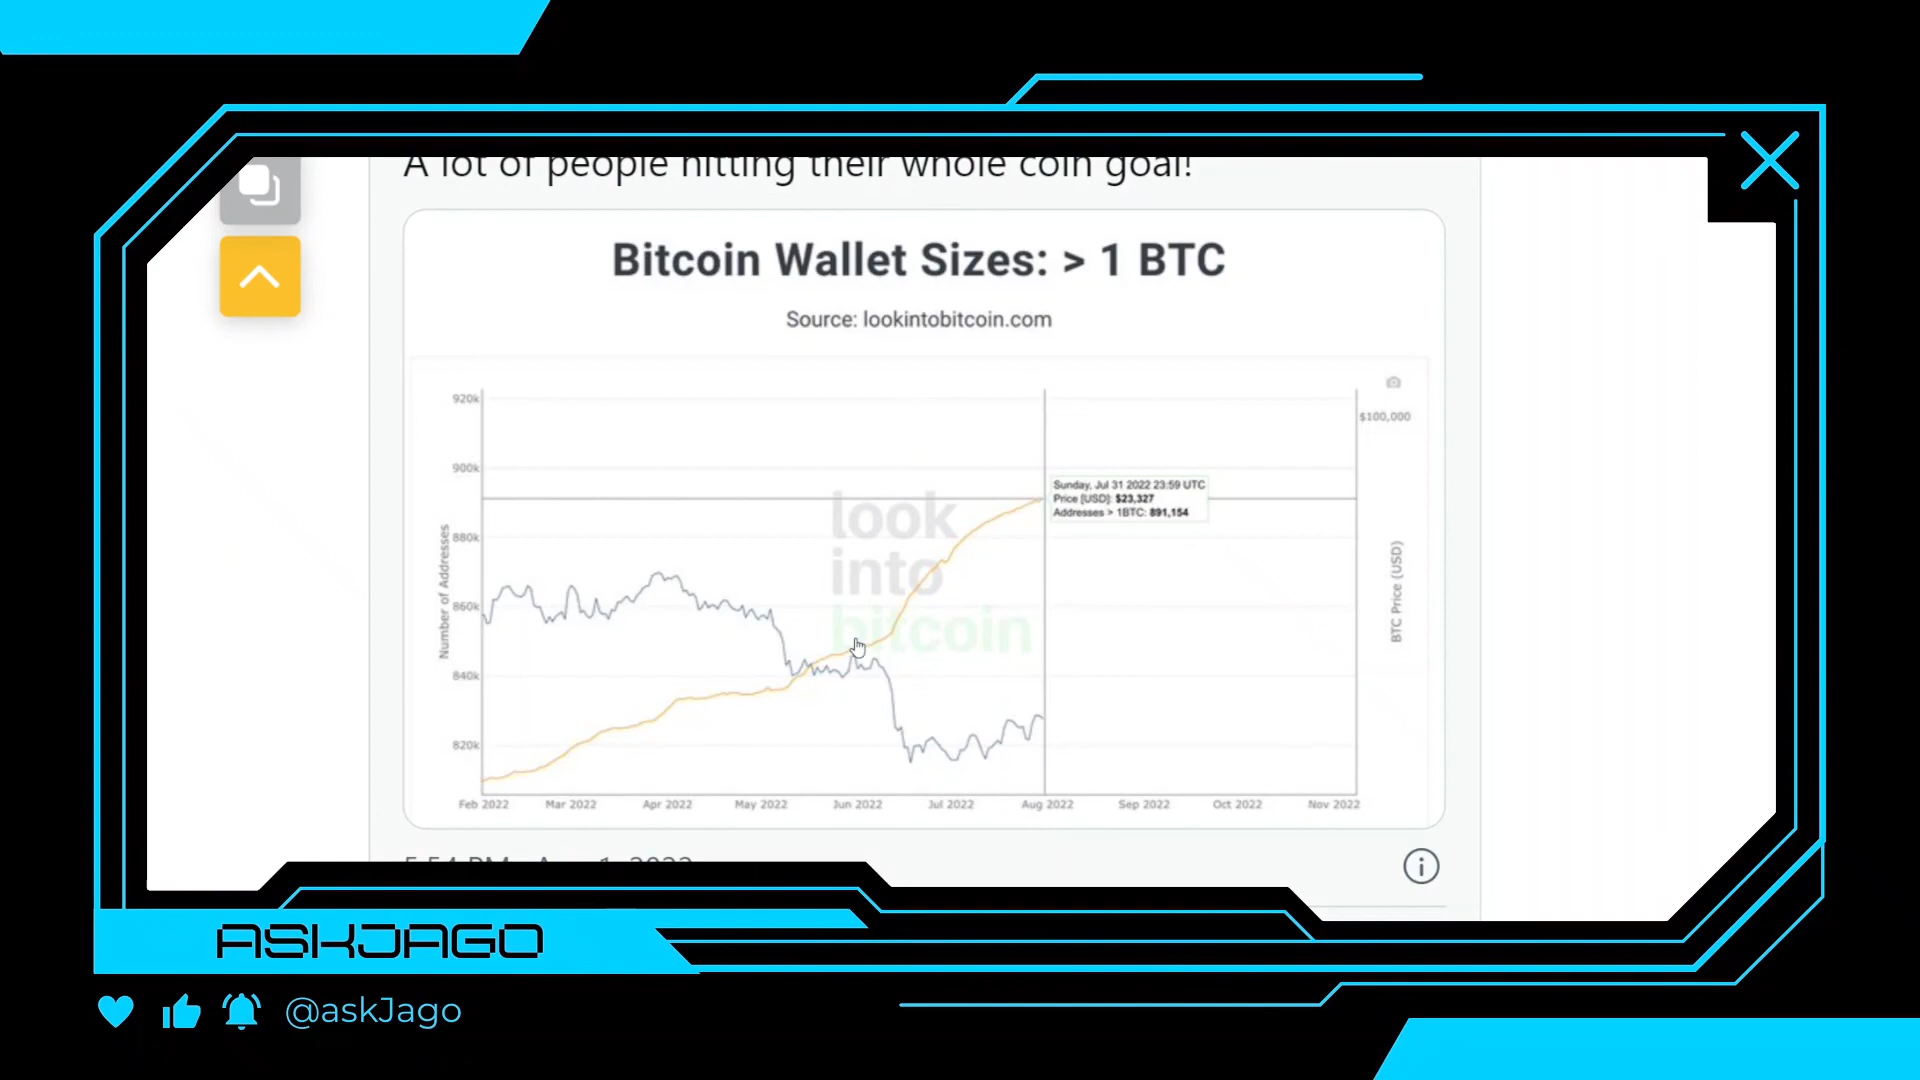 A lot of people hitting their whole coin goal!
Bitcoin Wallet Sizes: > 1 BTC
Source: lookintobitcoin.com
920k
900k
880k
860k
840k
820k
Number of Addresses
$100,000
BTC Price (USD)
look
into
bitcoin
Sunday, Jul 31 2022 23:59 UTC
Price [USD]: $23,327
Addresses > 1BTC: 891,154
Feb 2022 Mar 2022 Apr 2022 May 2022 Jun 2022 Jul 2022 Aug 2022 Sep 2022 Oct 2022 Nov 2022
ASKJAGO
@askJago